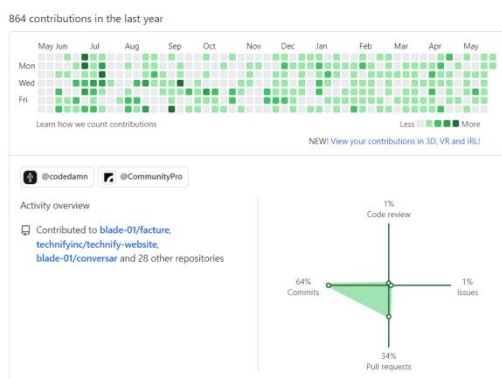 864 contributions in the last year
May Jun Jul Aug Sep Oct Nov Dec Jan Feb Mar Apr May
Mon
Wed
Fri
Learn how we count contributions
Less More
NEW! View your contributions in 3D, VR and IRL!
@codedamn @CommunityPro
Activity overview
Contributed to blade-01/facture,
technifyinc/technify-website,
blade-01/conversar and 28 other repositories
1%
Code review
64%
Commits
1%
Issues
34%
Pull requests